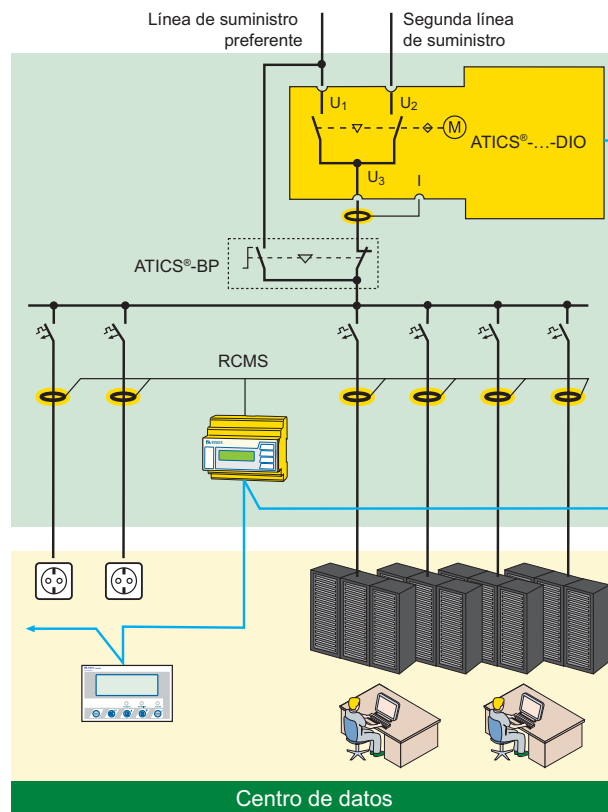 Línea de suministro
preferente
Segunda línea
de suministro
U1
U2
M
ATICS®-...-DIO
U3
I
ATICS®-BP
RCMS
Centro de datos